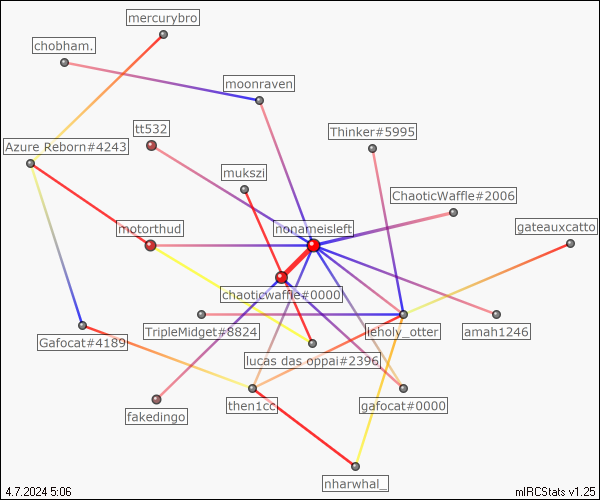 mercurybro
chobham.
moonraven
tt532
Thinker#5995
Azure Reborn#4243
mukszi
ChaoticWaffle#2006
motorthud
nonameisleft
gateauxcatto
chaoticwaffle#0000
TripleMidget#8824
leholy_otter
amah1246
Gafocat#4189
lucas das oppai#2396
fakedingo
then1cc
gafocat#0000
nharwhal_
4.7.2024 5:06
mIRCStats v1.25